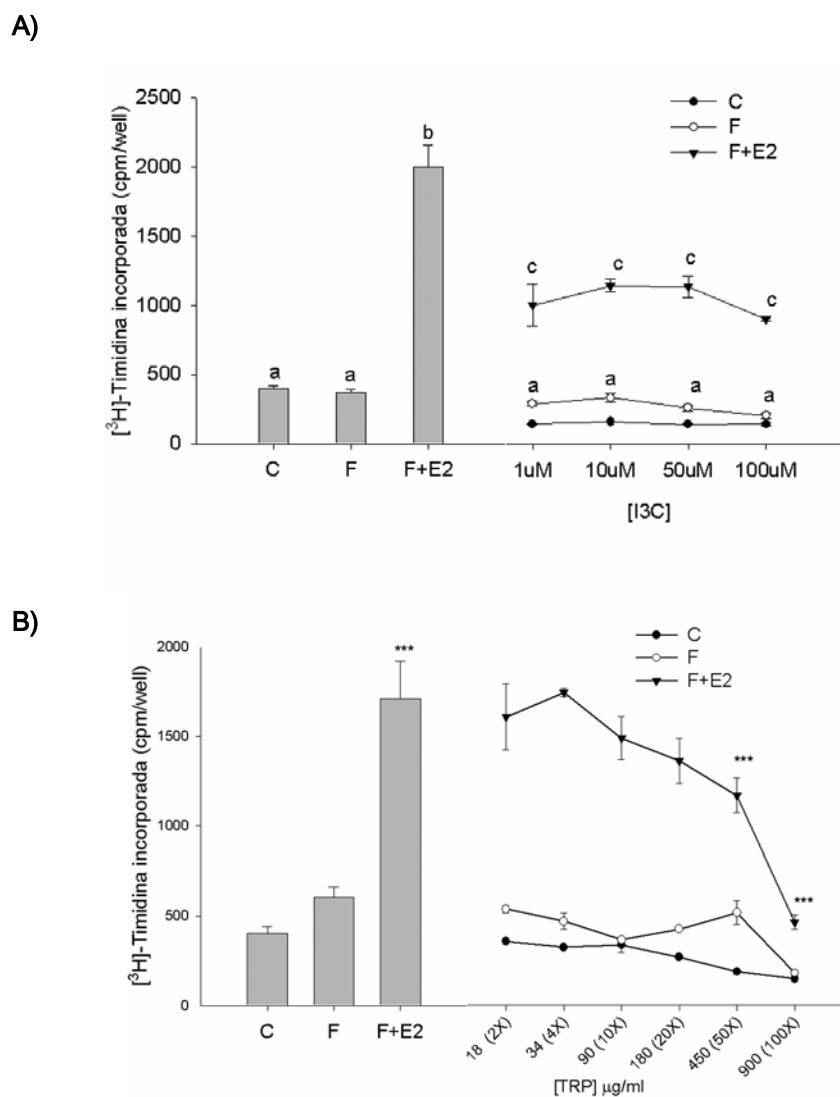 A)
[³H]-Timidina incorporada (cpm/well)
2500
2000
1500
1000
500
0
a
a
b
C
F
F+E2
C
F
F+E2
c
c
c
c
a
a
a
a
1uM
10uM
50uM
100uM
[I3C]
B)
[³H]-Timidina incorporada (cpm/well)
2000
1500
1000
500
0
***
C
F
F+E2
C
F
F+E2
***
***
18 (2X)
34 (4X)
90 (10X)
180 (20X)
450 (50X)
900 (100X)
[TRP] μg/ml